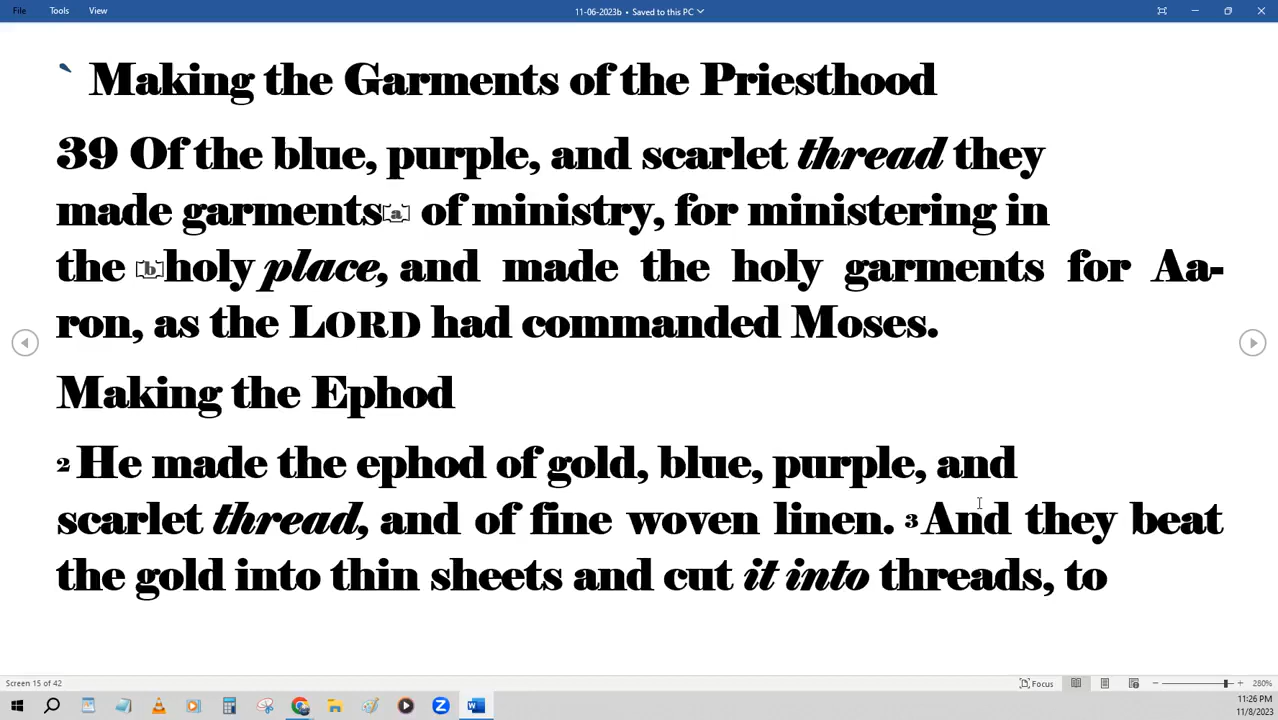 File Tools View 11-06-2023b • Saved to this PC
` Making the Garments of the Priesthood
39 Of the blue, purple, and scarlet thread they
made garments[a] of ministry, for ministering in
the [b]holy place, and made the holy garments for Aa-
ron, as the LORD had commanded Moses.
Making the Ephod
2 He made the ephod of gold, blue, purple, and
scarlet thread, and of fine woven linen. 3 And they beat
the gold into thin sheets and cut it into threads, to
Screen 15 of 42 Focus 280%
11:26 PM
11/8/2023